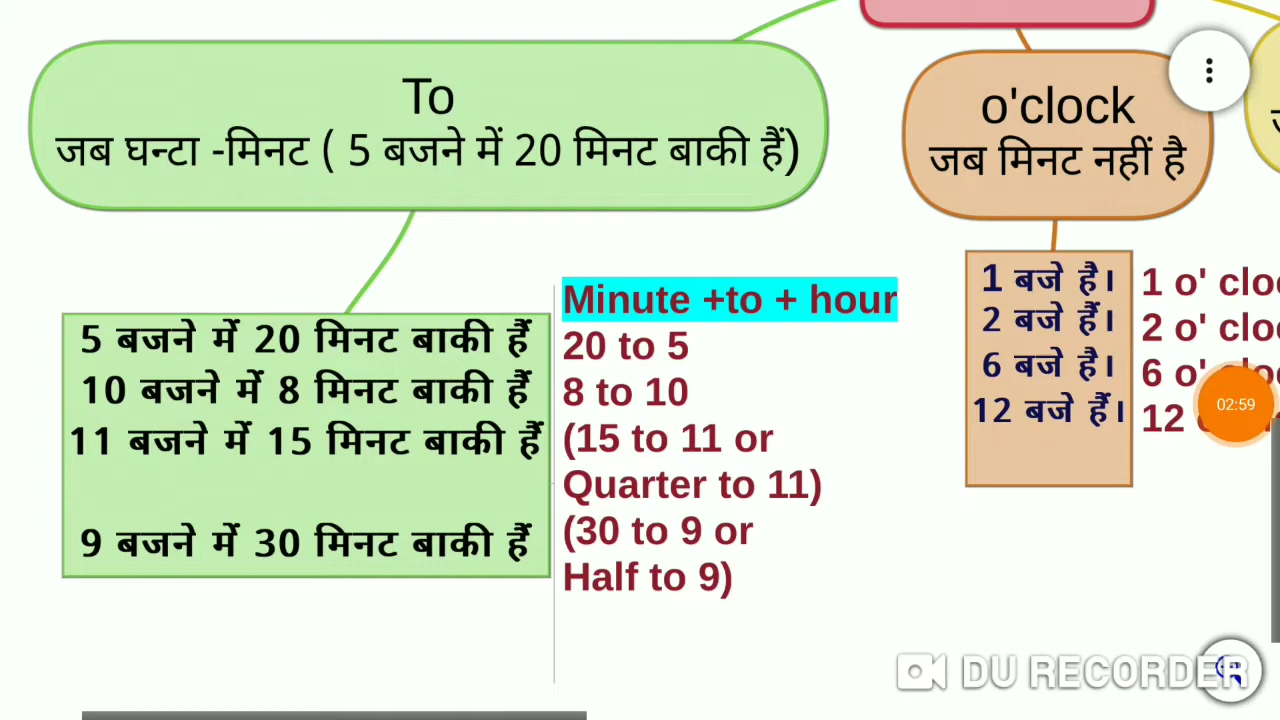 To
जब घन्टा -मिनट ( 5 बजने में 20 मिनट बाकी हैं)
o'clock
जब मिनट नहीं है
5 बजने में 20 मिनट बाकी हैं
10 बजने में 8 मिनट बाकी हैं
11 बजने में 15 मिनट बाकी हैं
9 बजने में 30 मिनट बाकी हैं
Minute +to + hour
20 to 5
8 to 10
(15 to 11 or
Quarter to 11)
(30 to 9 or
Half to 9)
1 बजे है।
2 बजे हैं।
6 बजे है।
12 बजे हैं।
1 o'
2 o'
6 o'
12
02:59
DU RECORDER